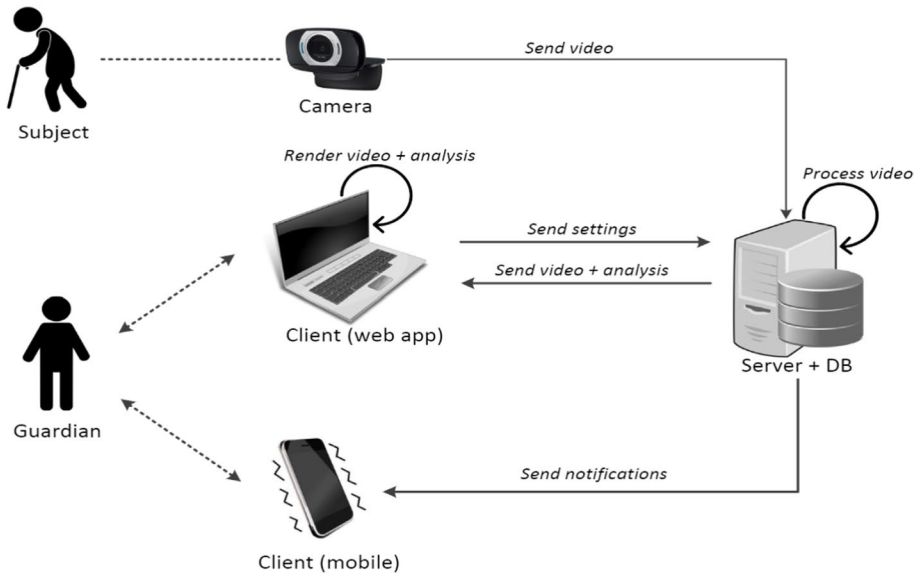 Send video
Camera
Subject
Render video + analysis
Process video
Send settings
Send video + analysis
Client (web app)
Server + DB
Guardian
Send notifications
Client (mobile)